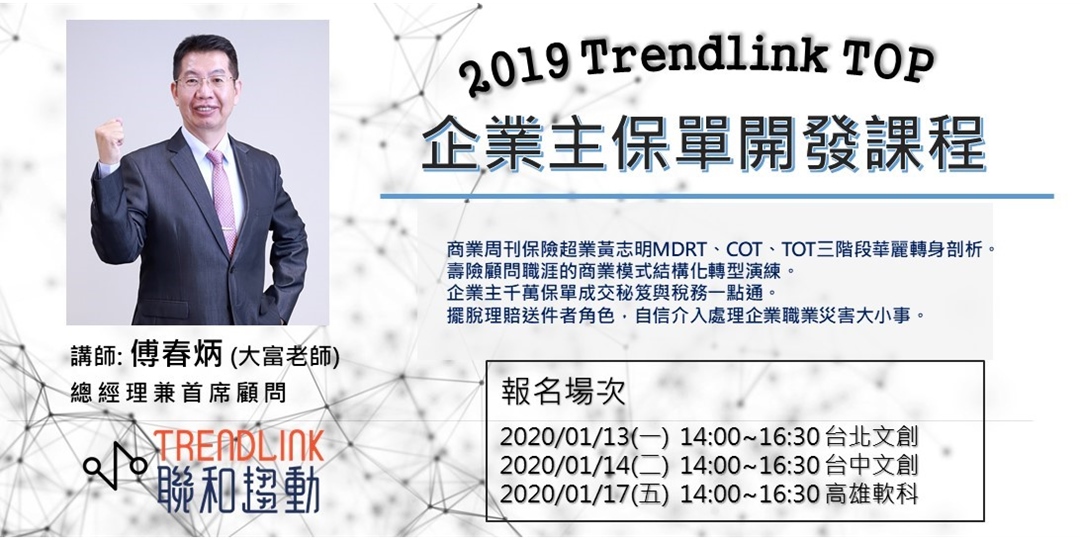 2019 Trendlink TOP
企業主保單開發課程
商業周刊保險超業黃志明MDRT、COT、TOT三階段華麗轉身剖析。
壽險顧問職涯的商業模式結構化轉型演練。
企業主千萬保單成交秘笈與稅務一點通。
擺脫理賠送件者角色，自信介入處理企業職業災害大小事。
講師: 傅春炳 (大富老師)
總經理兼首席顧問
TRENDLINK
聯和趨動
報名場次
2020/01/13(一) 14:00~16:30 台北文創
2020/01/14(二) 14:00~16:30 台中文創
2020/01/17(五) 14:00~16:30 高雄軟科